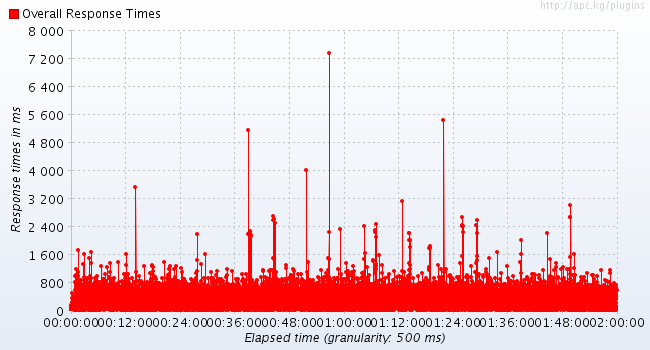 http://apc.kg/plugins
Overall Response Times
8 000
7 200
6 400
5 600
4 800
4 000
3 200
2 400
1 600
800
0
Response times in ms
00:00:00 00:12:00 00:24:00 00:36:00 00:48:00 01:00:00 01:12:00 01:24:00 01:36:00 01:48:00 02:00:00
Elapsed time (granularity: 500 ms)